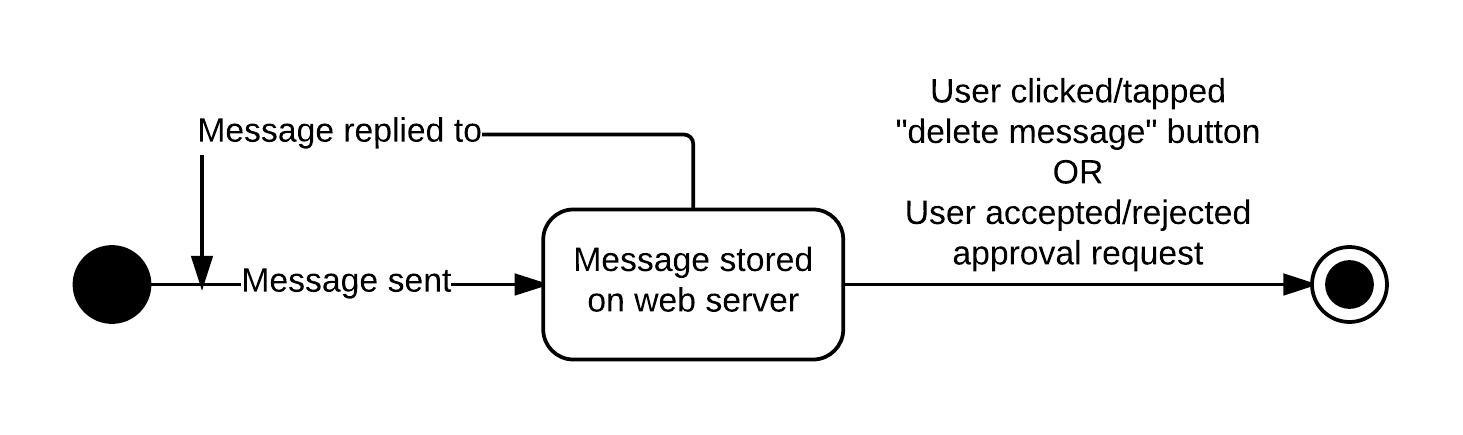 Message replied to
Message sent
Message stored
on web server
User clicked/tapped
"delete message" button
OR
User accepted/rejected
approval request